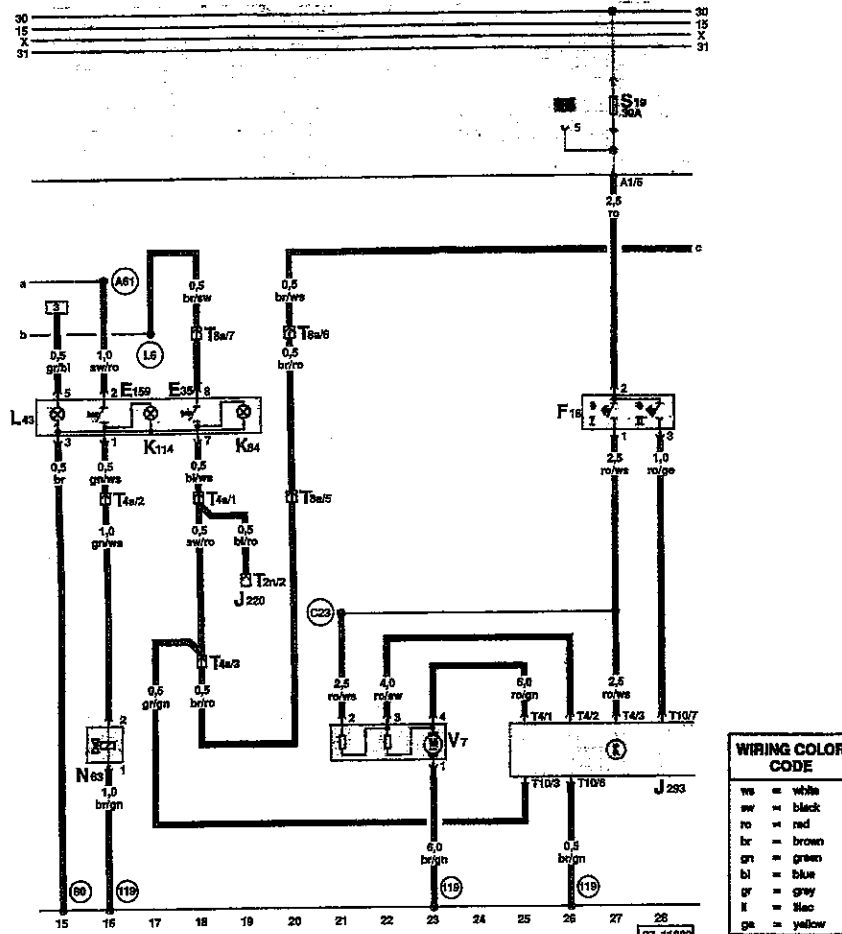 30 30
15 15
X X
31 31
S19
30A
5
A1/6
2,5
ro
c
a A61
0,5
br/sw
0,5
br/ws
3
T8a/7 T8a/6
b L6
0,5
br/ro
0,5
gr/bl
1,0
sw/ro
5 2 E159 E35 8 2
L43 F18
I II
3 1 K114 7 K84 1 3
0,5
br
0,5
gn/ws
0,5
bl/ws
2,5
ro/ws
1,0
ro/ge
T4a/2 T4a/1 T8a/5
1,0
gn/ws
0,5
sw/ro
0,5
bl/ro
T2n/2
J220
C23
T4a/3
0,5
gr/gn
0,5
br/ro
2,5
ro/ws
4,0
ro/sw
6,0
ro/gn
2,5
ro/ws
2 3 4 T4/1 T4/2 T4/3 T10/7
2 M V7
N63 1 1 T10/3 T10/6 J293
1,0
br/gn
6,0
br/gn
0,5
br/gn
80 119 119 119
15 16 17 18 19 20 21 22 23 24 25 26 27 28
WIRING COLOR
CODE
ws = white
sw = black
ro = red
br = brown
gn = green
bl = blue
gr = grey
li = lilac
ge = yellow